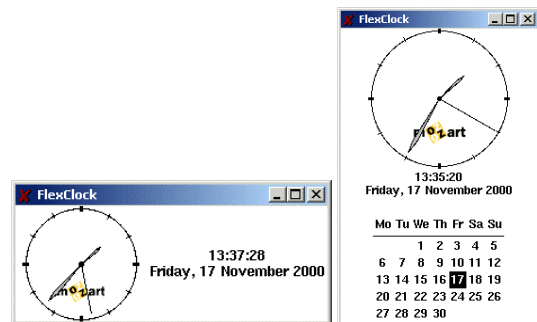 FlexClock
mozart
13:37:28
Friday, 17 November 2000
FlexClock
mozart
13:35:20
Friday, 17 November 2000
Mo Tu We Th Fr Sa Su
1 2 3 4 5
6 7 8 9 10 11 12
13 14 15 16 17 18 19
20 21 22 23 24 25 26
27 28 29 30